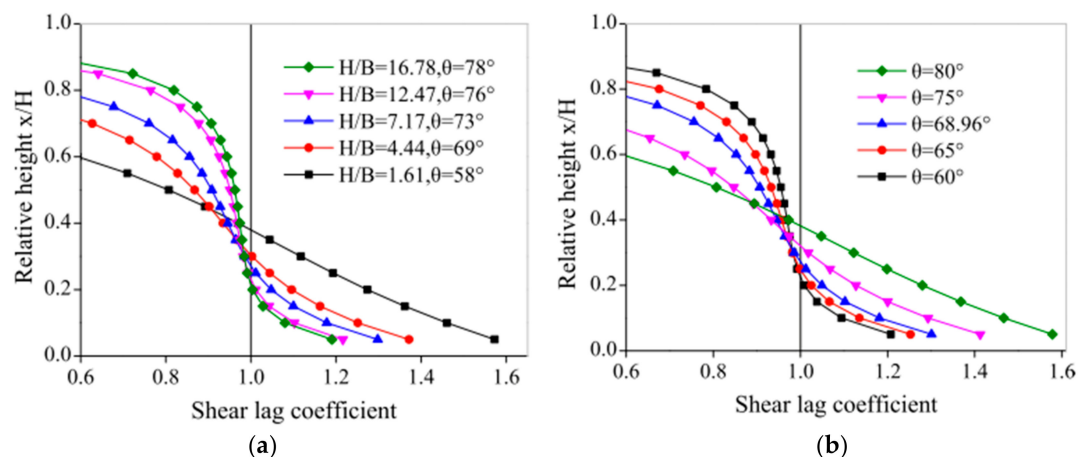 (a)
1.0
0.8
0.6
0.4
0.2
0.0
Relative height x/H
H/B=16.78,θ=78°
H/B=12.47,θ=76°
H/B=7.17,θ=73°
H/B=4.44,θ=69°
H/B=1.61,θ=58°
0.6 0.8 1.0 1.2 1.4 1.6
Shear lag coefficient
(a)
(b)
1.0
0.8
0.6
0.4
0.2
0.0
Relative height x/H
θ=80°
θ=75°
θ=68.96°
θ=65°
θ=60°
0.6 0.8 1.0 1.2 1.4 1.6
Shear lag coefficient
(b)